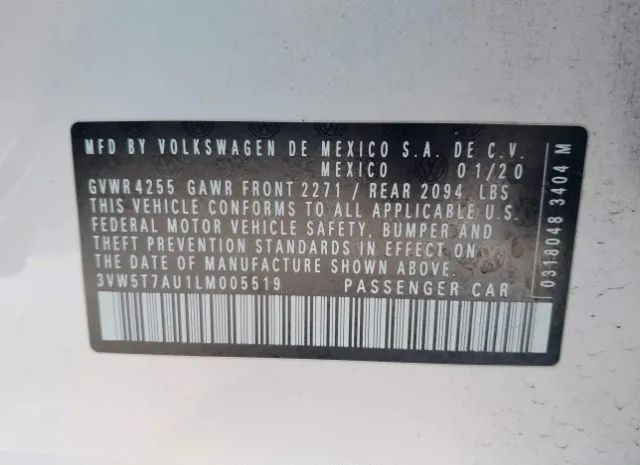 MFD BY VOLKSWAGEN DE MEXICO S.A. DE C.V.
MEXICO 01/20
GVWR 4255 GAWR FRONT 2271 / REAR 2094 LBS
THIS VEHICLE CONFORMS TO ALL APPLICABLE U.S.
FEDERAL MOTOR VEHICLE SAFETY, BUMPER AND
THEFT PREVENTION STANDARDS IN EFFECT ON
THE DATE OF MANUFACTURE SHOWN ABOVE.
3VW5T7AU1LM005519 PASSENGER CAR
0318048 3404 M